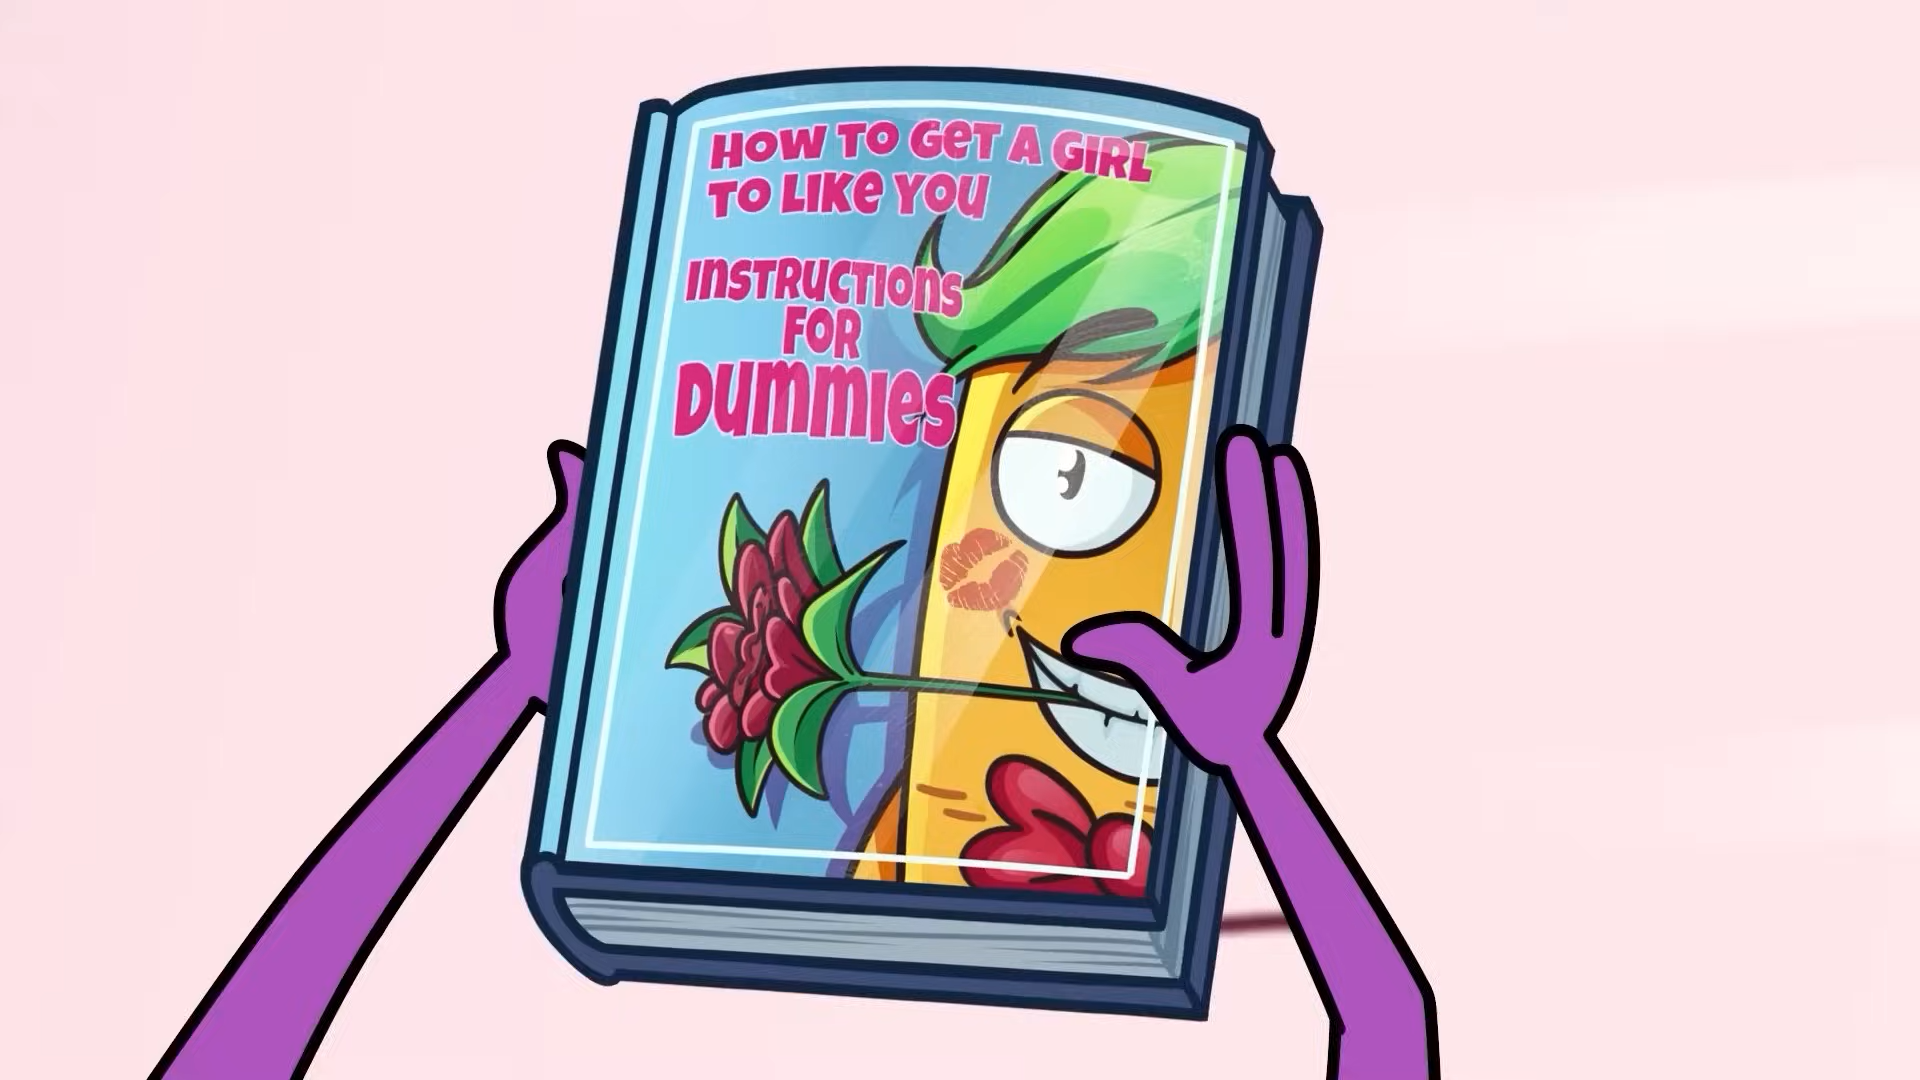 HOW TO GET A GIRL
TO LIKE YOU
INSTRUCTIONS
FOR
DUMMIES